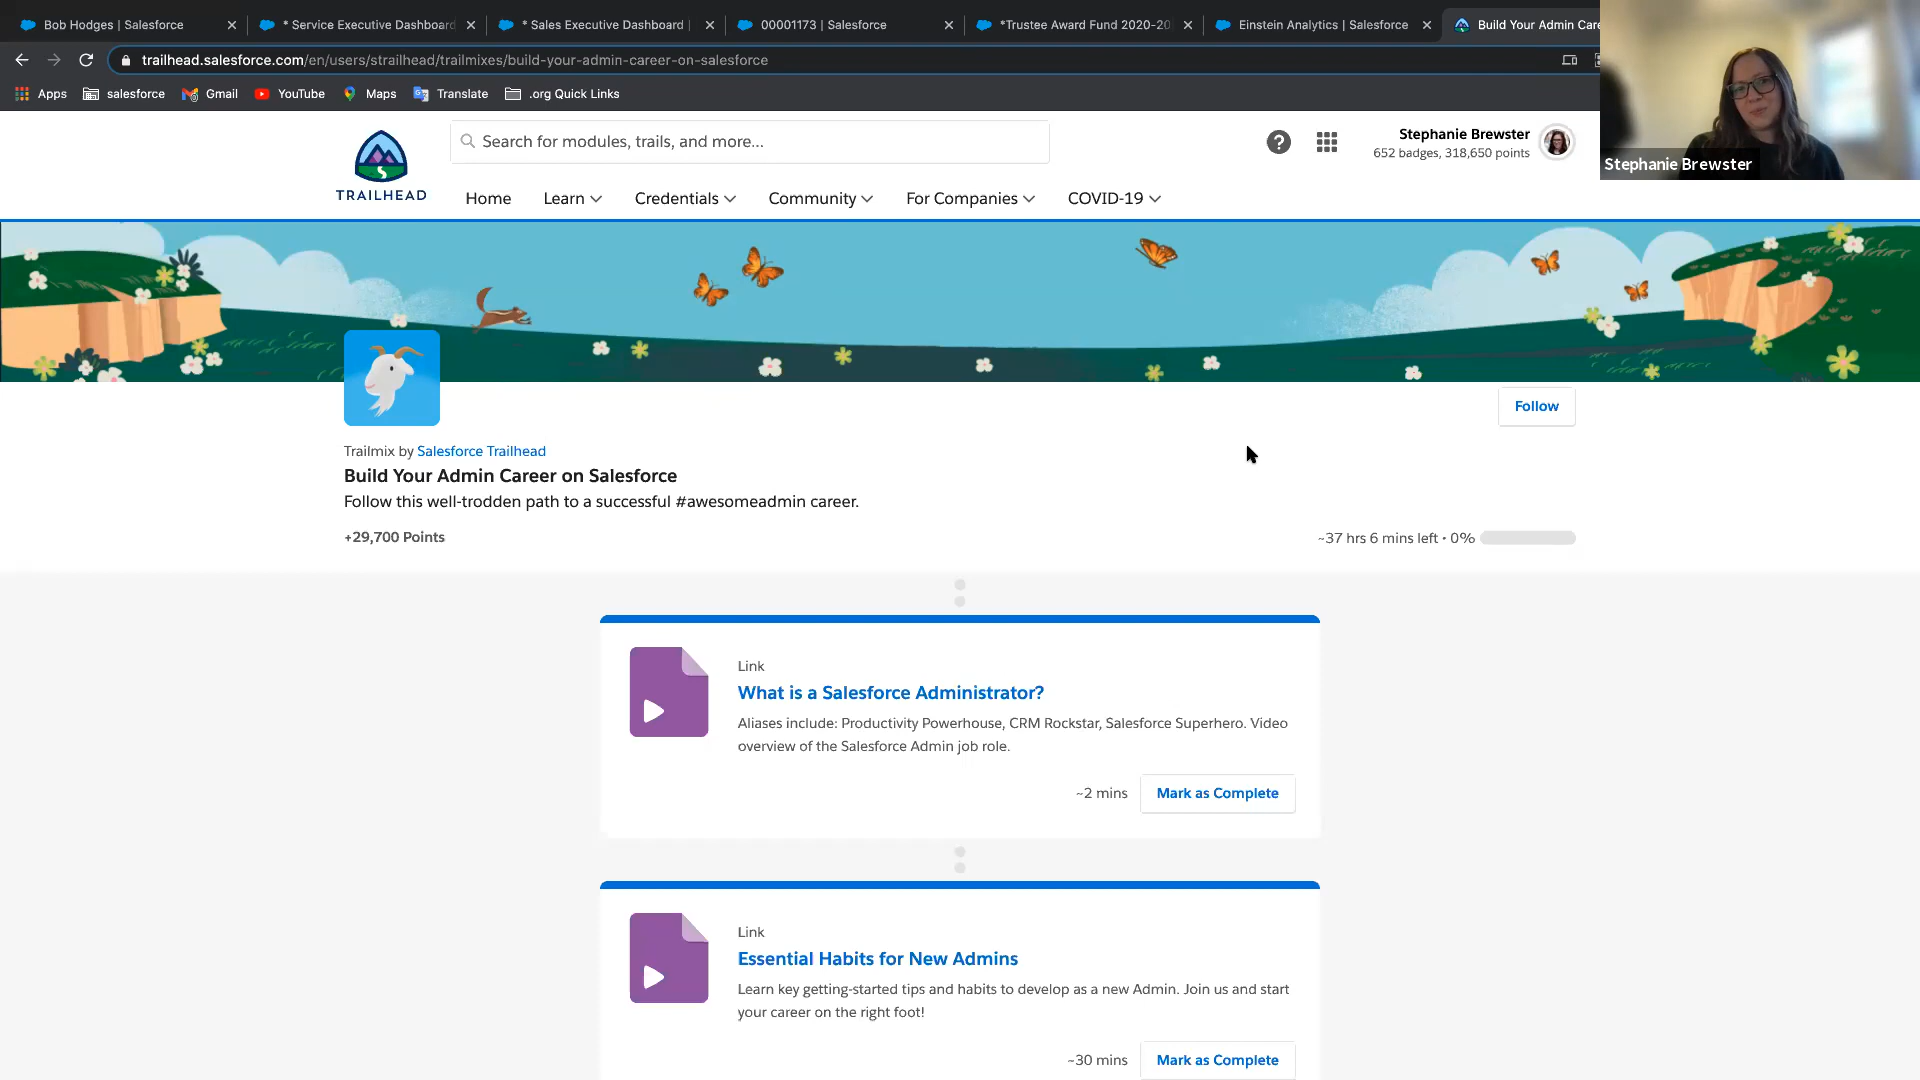 Bob Hodges | Salesforce
* Service Executive Dashboard
* Sales Executive Dashboard |
00001173 | Salesforce
*Trustee Award Fund 2020-20
Einstein Analytics | Salesforce
Build Your Admin Care
trailhead.salesforce.com/en/users/strailhead/trailmixes/build-your-admin-career-on-salesforce
Apps
salesforce
Gmail
YouTube
Maps
Translate
.org Quick Links
Stephanie Brewster
TRAILHEAD
Search for modules, trails, and more...
Stephanie Brewster
652 badges, 318,650 points
Home
Learn
Credentials
Community
For Companies
COVID-19
Follow
Trailmix by Salesforce Trailhead
Build Your Admin Career on Salesforce
Follow this well-trodden path to a successful #awesomeadmin career.
+29,700 Points
~37 hrs 6 mins left • 0%
Link
What is a Salesforce Administrator?
Aliases include: Productivity Powerhouse, CRM Rockstar, Salesforce Superhero. Video
overview of the Salesforce Admin job role.
~2 mins
Mark as Complete
Link
Essential Habits for New Admins
Learn key getting-started tips and habits to develop as a new Admin. Join us and start
your career on the right foot!
~30 mins
Mark as Complete